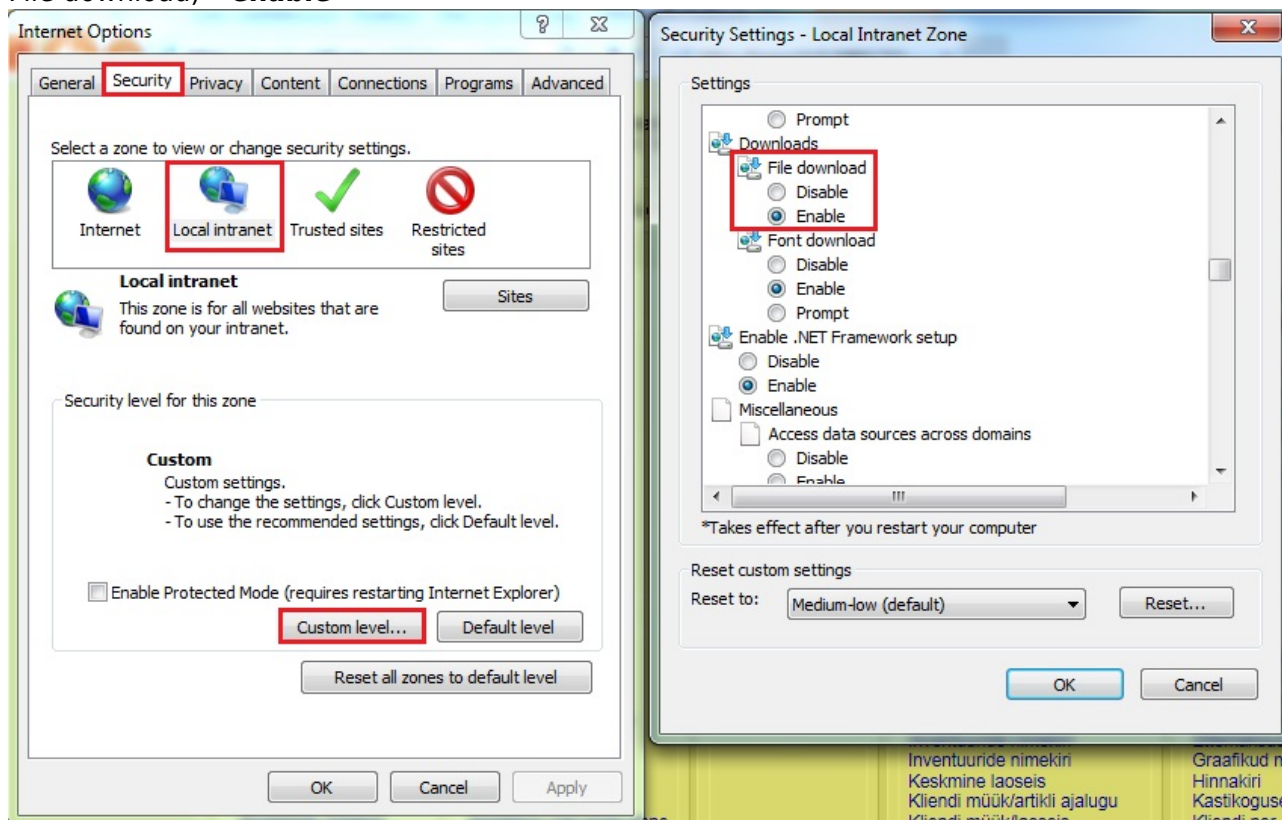 File download/ - Enable
Internet Options
General Security Privacy Content Connections Programs Advanced
Select a zone to view or change security settings.
Internet
Local intranet
Trusted sites
Restricted
sites
Local intranet
This zone is for all websites that are
found on your intranet.
Sites
Security level for this zone
Custom
Custom settings.
- To change the settings, click Custom level.
- To use the recommended settings, click Default level.
Enable Protected Mode (requires restarting Internet Explorer)
Custom level...
Default level
Reset all zones to default level
OK
Cancel
Apply
Security Settings - Local Intranet Zone
Settings
Prompt
Downloads
File download
Disable
Enable
Font download
Disable
Enable
Prompt
Enable .NET Framework setup
Disable
Enable
Miscellaneous
Access data sources across domains
Disable
Enable
*Takes effect after you restart your computer
Reset custom settings
Reset to:
Medium-low (default)
Reset...
OK
Cancel
Inventuuride nimekiri
Keskmine laoseis
Kliendi müük/artikli ajalugu
Kliendi müük/laoseis
Graafikud
Hinnakiri